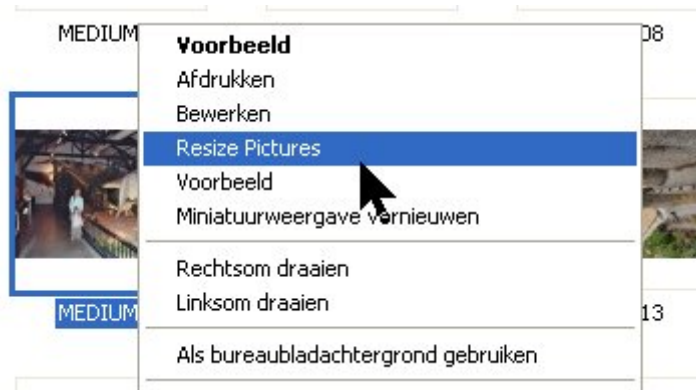 MEDIUM
08
Voorbeeld
Afdrukken
Bewerken
Resize Pictures
Voorbeeld
Miniatuurweergave vernieuwen
Rechtsom draaien
Linksom draaien
MEDIUM
13
Als bureaubladachtergrond gebruiken